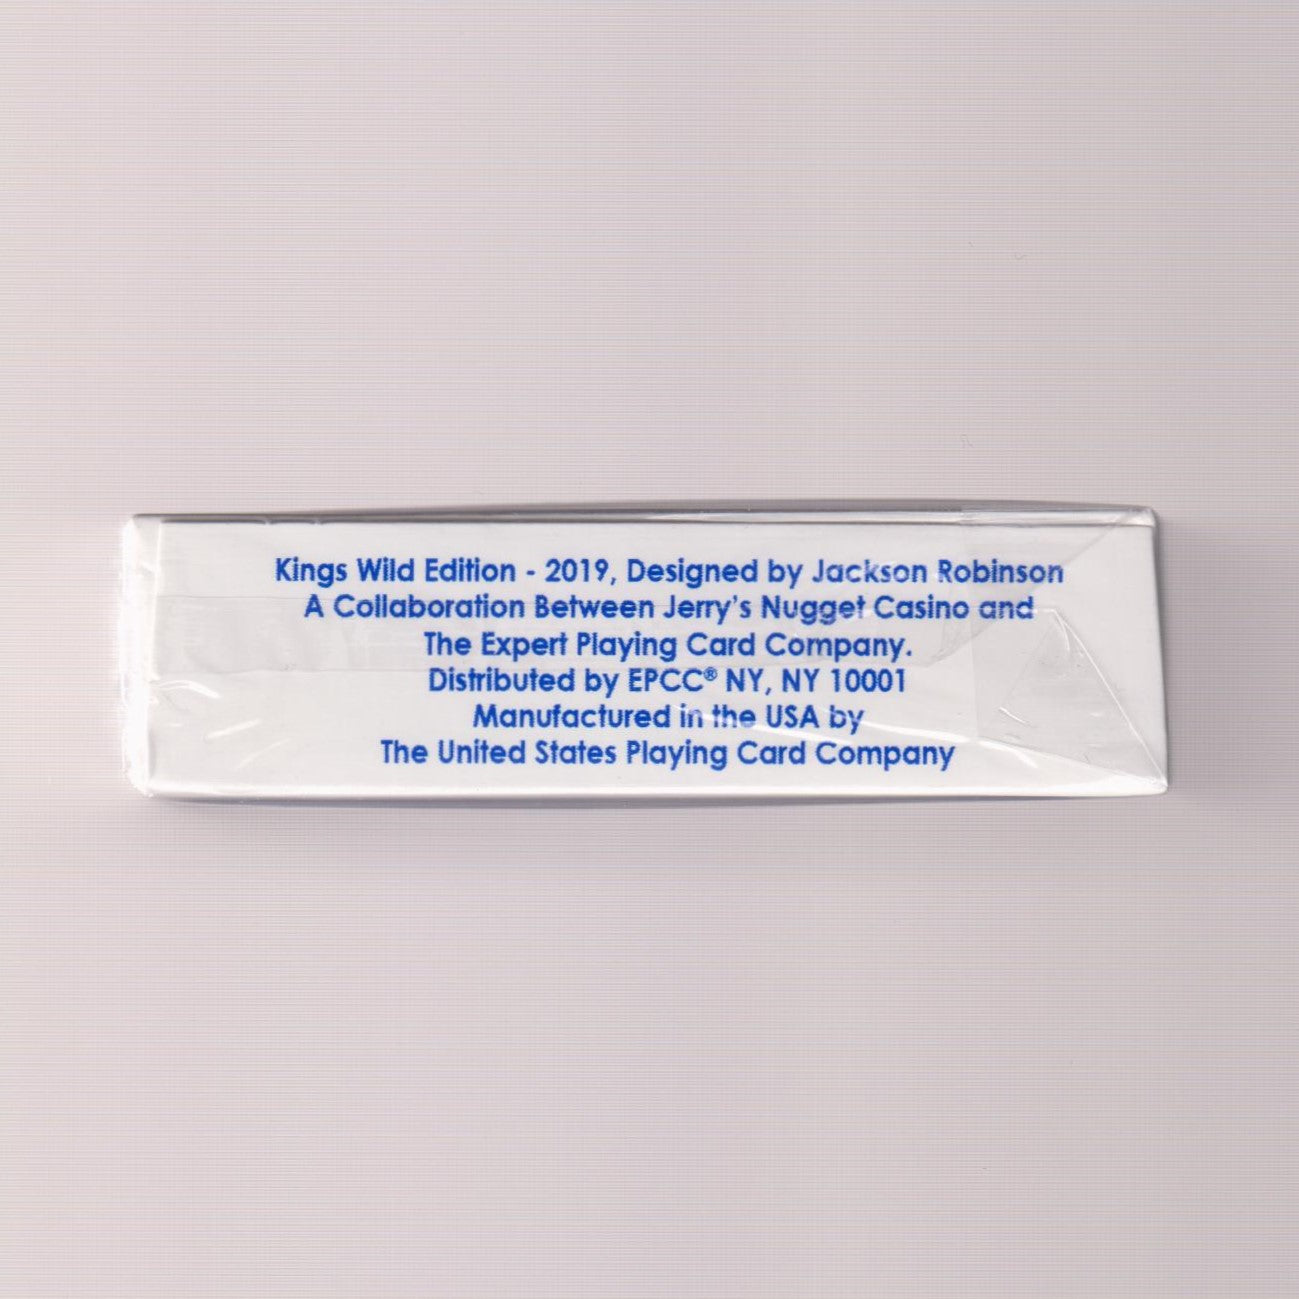 Kings Wild Edition - 2019, Designed by Jackson Robinson
A Collaboration Between Jerry's Nugget Casino and
The Expert Playing Card Company.
Distributed by EPCC® NY, NY 10001
Manufactured in the USA by
The United States Playing Card Company